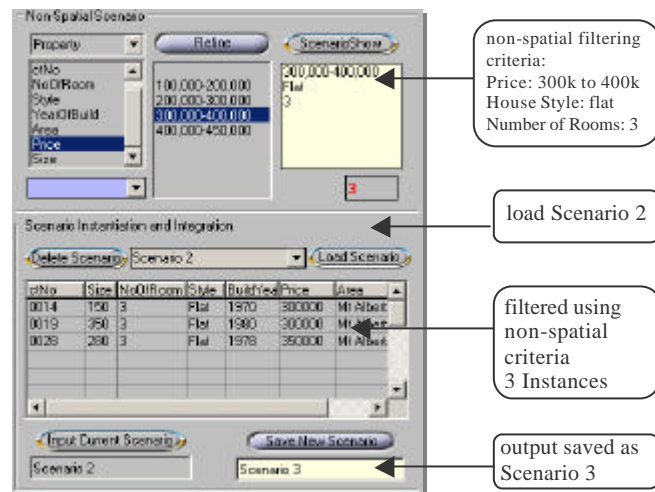 Non-Spatial Scenario
Property
Refine
ScenarioShow
ctNo
NoOfRoom
Style
YearOfBuild
Area
Price
Size
100,000-200,000
200,000-300,000
300,000-400,000
400,000-450,000
300,000-400,000
Flat
3
3
non-spatial filtering
criteria:
Price: 300k to 400k
House Style: flat
Number of Rooms: 3
Scenario Instantiation and Integration
load Scenario 2
Delete Scenario
Scenario 2
Load Scenario
ctNo Size NoOfRoom Style BuildYea Price Area
0014 150 3 Flat 1970 300000 Mt Albert
0019 350 3 Flat 1980 300000 Mt Albert
0028 280 3 Flat 1978 350000 Mt Albert
filtered using
non-spatial
criteria
3 Instances
Input Current Scenario
Save New Scenario
Scenario 2
Scenario 3
output saved as
Scenario 3